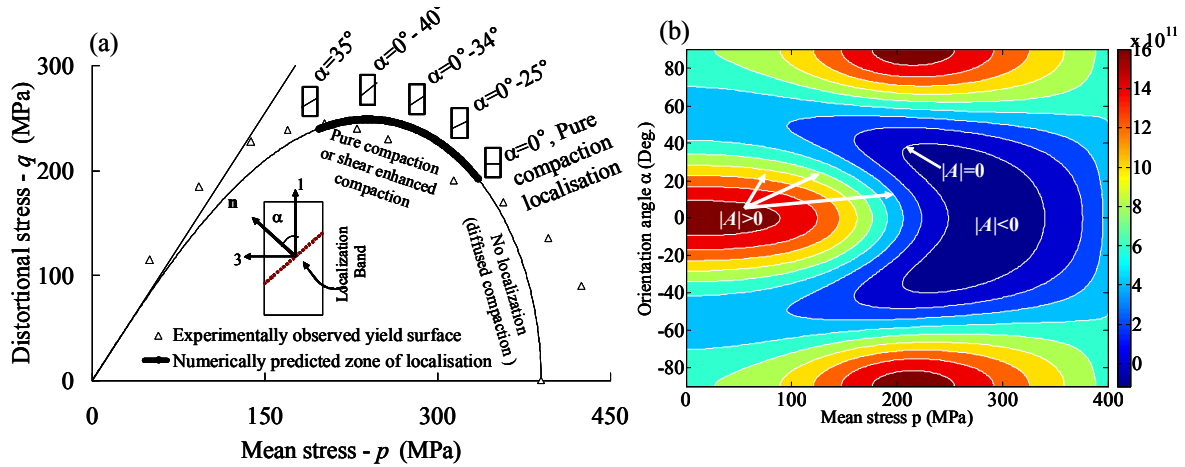 (a)
300
200
100
0
0
150
300
450
Distortional stress - q (MPa)
Mean stress - p (MPa)
α=35°
α=0°- 40°
α=0°-34°
α=0°-25°
α=0°, Pure
compaction
localisation
Pure compaction
or shear enhanced
compaction
No localization
(diffused compaction )
1
n
α
3
Localization
Band
Experimentally observed yield surface
Numerically predicted zone of localisation
(b)
80
60
40
20
0
-20
-40
-60
-80
0
100
200
300
400
Orientation angle α (Deg.)
Mean stress p (MPa)
|A|=0
|A|>0
|A|<0
x 10¹¹
16
14
12
10
8
6
4
2
0